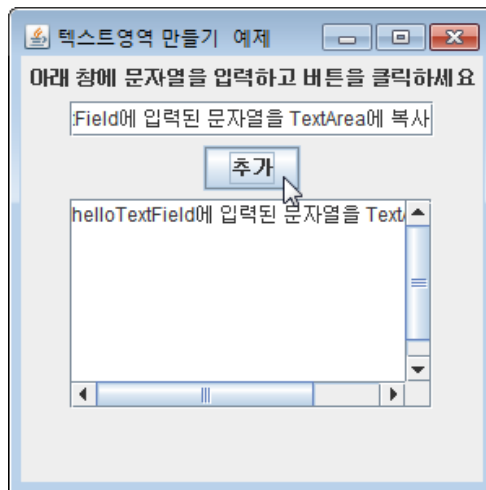 텍스트영역 만들기 예제
아래 창에 문자열을 입력하고 버튼을 클릭하세요
:Field에 입력된 문자열을 TextArea에 복사
추가
helloTextField에 입력된 문자열을 Text